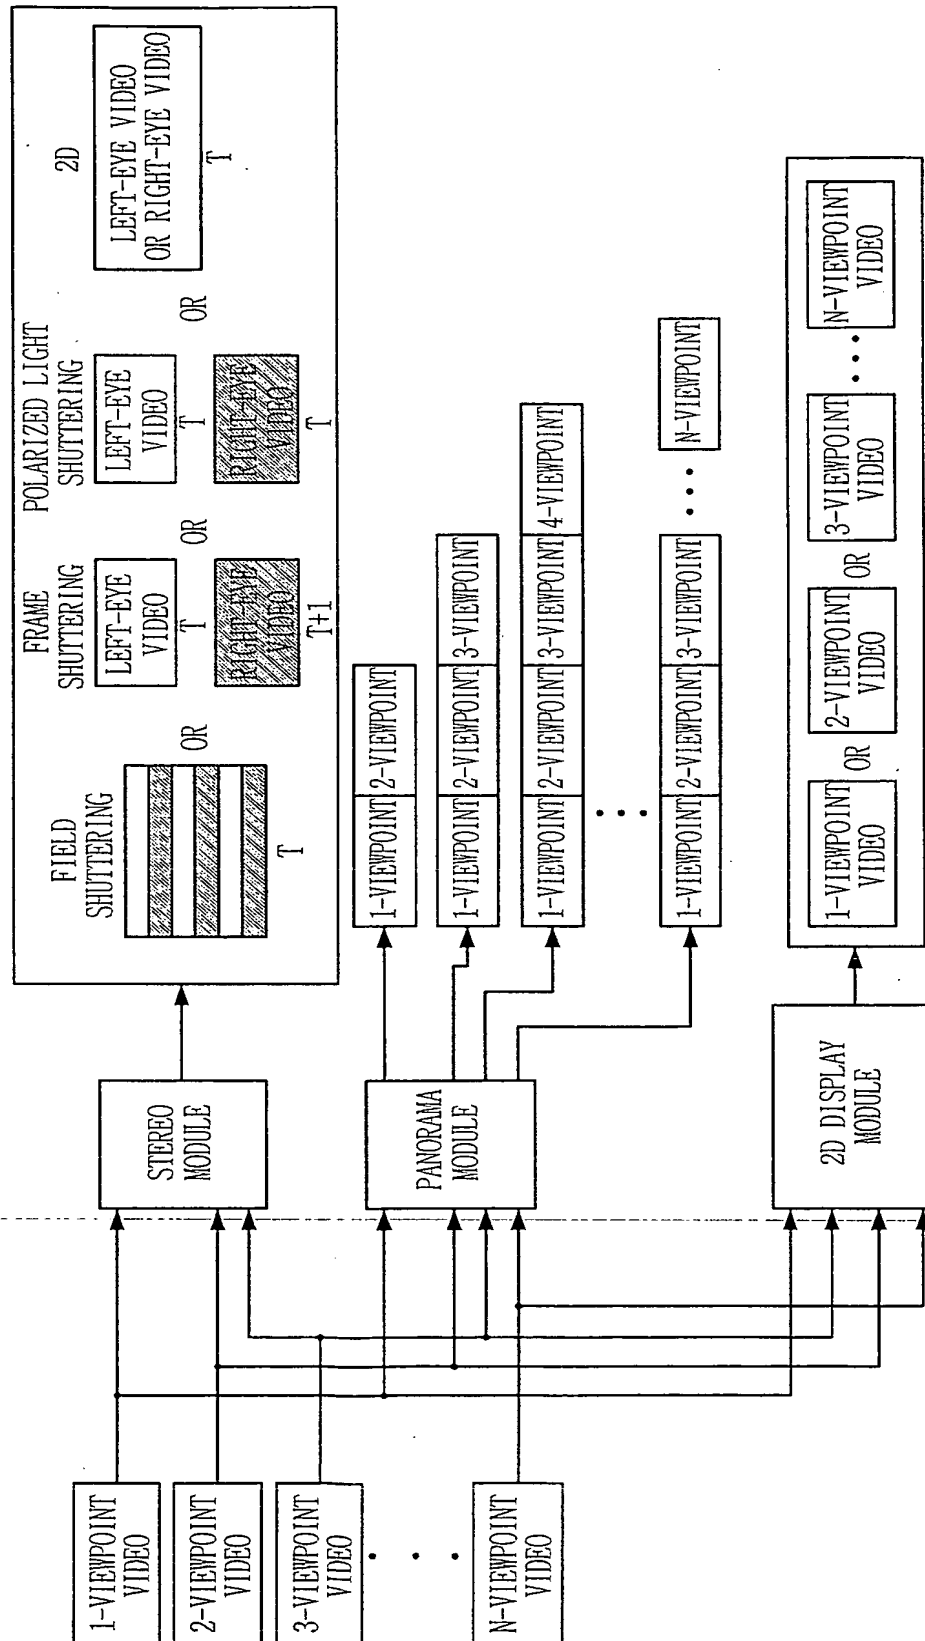 1-VIEWPOINT
VIDEO
2-VIEWPOINT
VIDEO
3-VIEWPOINT
VIDEO
N-VIEWPOINT
VIDEO
STEREO
MODULE
PANORAMA
MODULE
2D DISPLAY
MODULE
FIELD
SHUTTERING
T
OR
FRAME
SHUTTERING
LEFT-EYE
VIDEO
T
RIGHT-EYE
VIDEO
T+1
OR
POLARIZED LIGHT
SHUTTERING
LEFT-EYE
VIDEO
T
RIGHT-EYE
VIDEO
T
OR
2D
LEFT-EYE VIDEO
OR RIGHT-EYE VIDEO
T
1-VIEWPOINT 2-VIEWPOINT
1-VIEWPOINT 2-VIEWPOINT 3-VIEWPOINT
1-VIEWPOINT 2-VIEWPOINT 3-VIEWPOINT 4-VIEWPOINT
1-VIEWPOINT 2-VIEWPOINT 3-VIEWPOINT N-VIEWPOINT
1-VIEWPOINT
VIDEO
OR
2-VIEWPOINT
VIDEO
OR
3-VIEWPOINT
VIDEO
N-VIEWPOINT
VIDEO